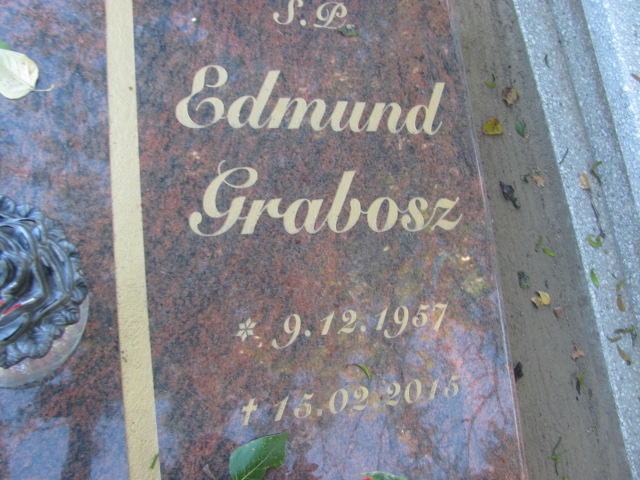 Ś.P.
Edmund
Grabosz
* 9.12.1957
✝ 15.02.2015